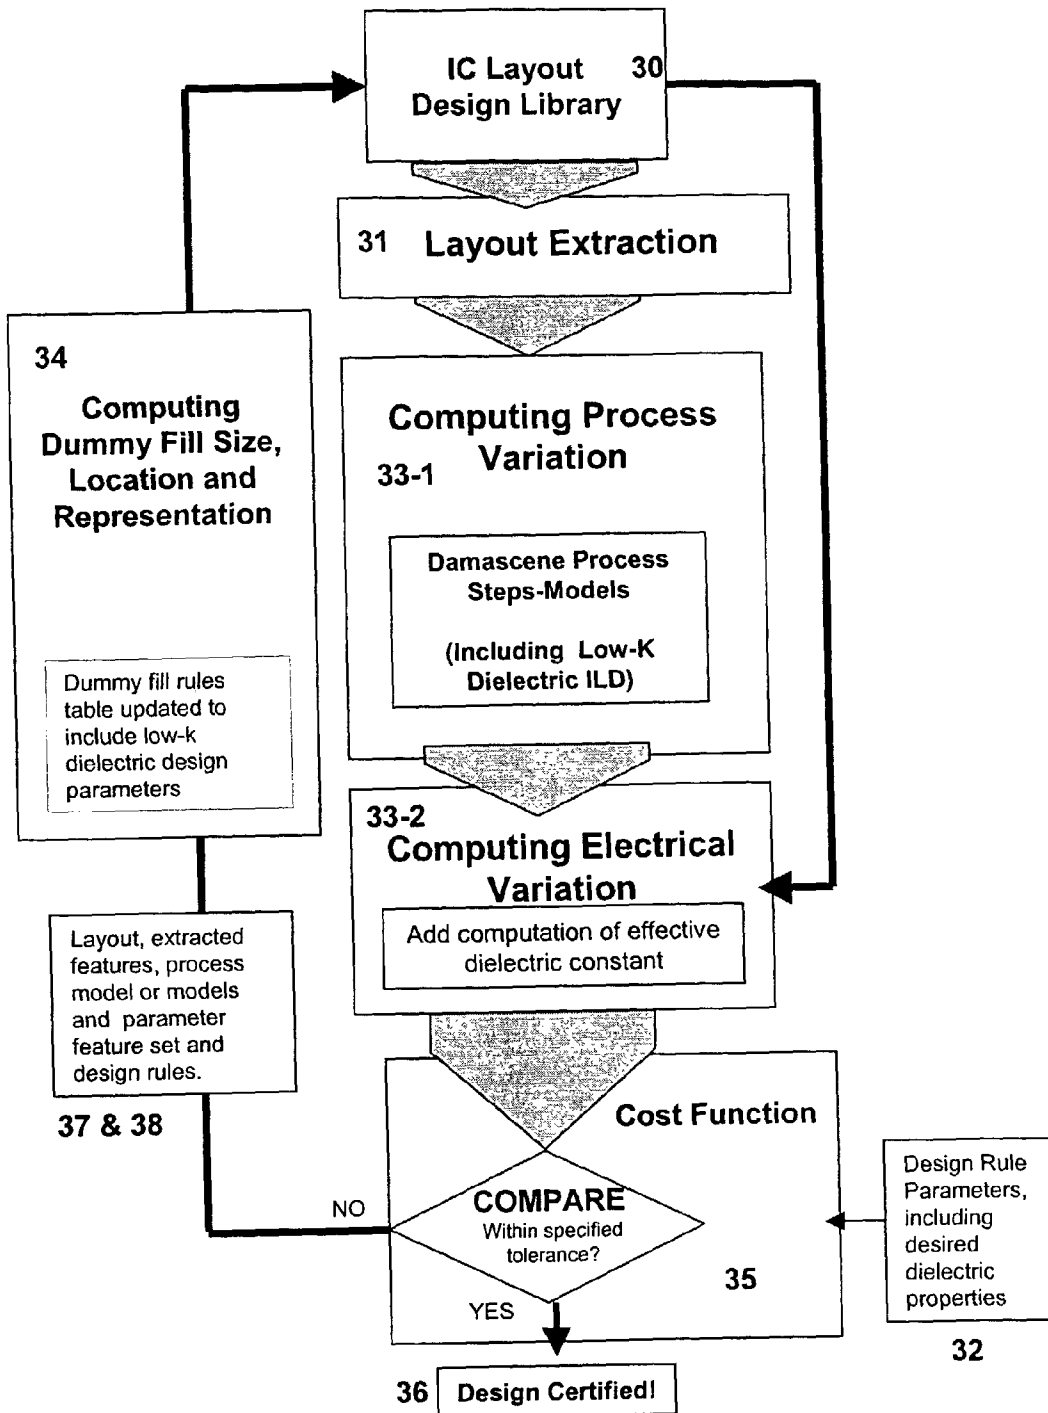 IC Layout
Design Library
30
31
Layout Extraction
34
Computing
Dummy Fill Size,
Location and
Representation
Dummy fill rules
table updated to
include low-k
dielectric design
parameters
Computing Process
Variation
33-1
Damascene Process
Steps-Models
(Including Low-K
Dielectric ILD)
33-2
Computing Electrical
Variation
Add computation of effective
dielectric constant
Layout, extracted
features, process
model or models
and parameter
feature set and
design rules.
37 & 38
Cost Function
COMPARE
Within specified
tolerance?
NO
YES
35
Design Rule
Parameters,
including
desired
dielectric
properties
32
36
Design Certified!